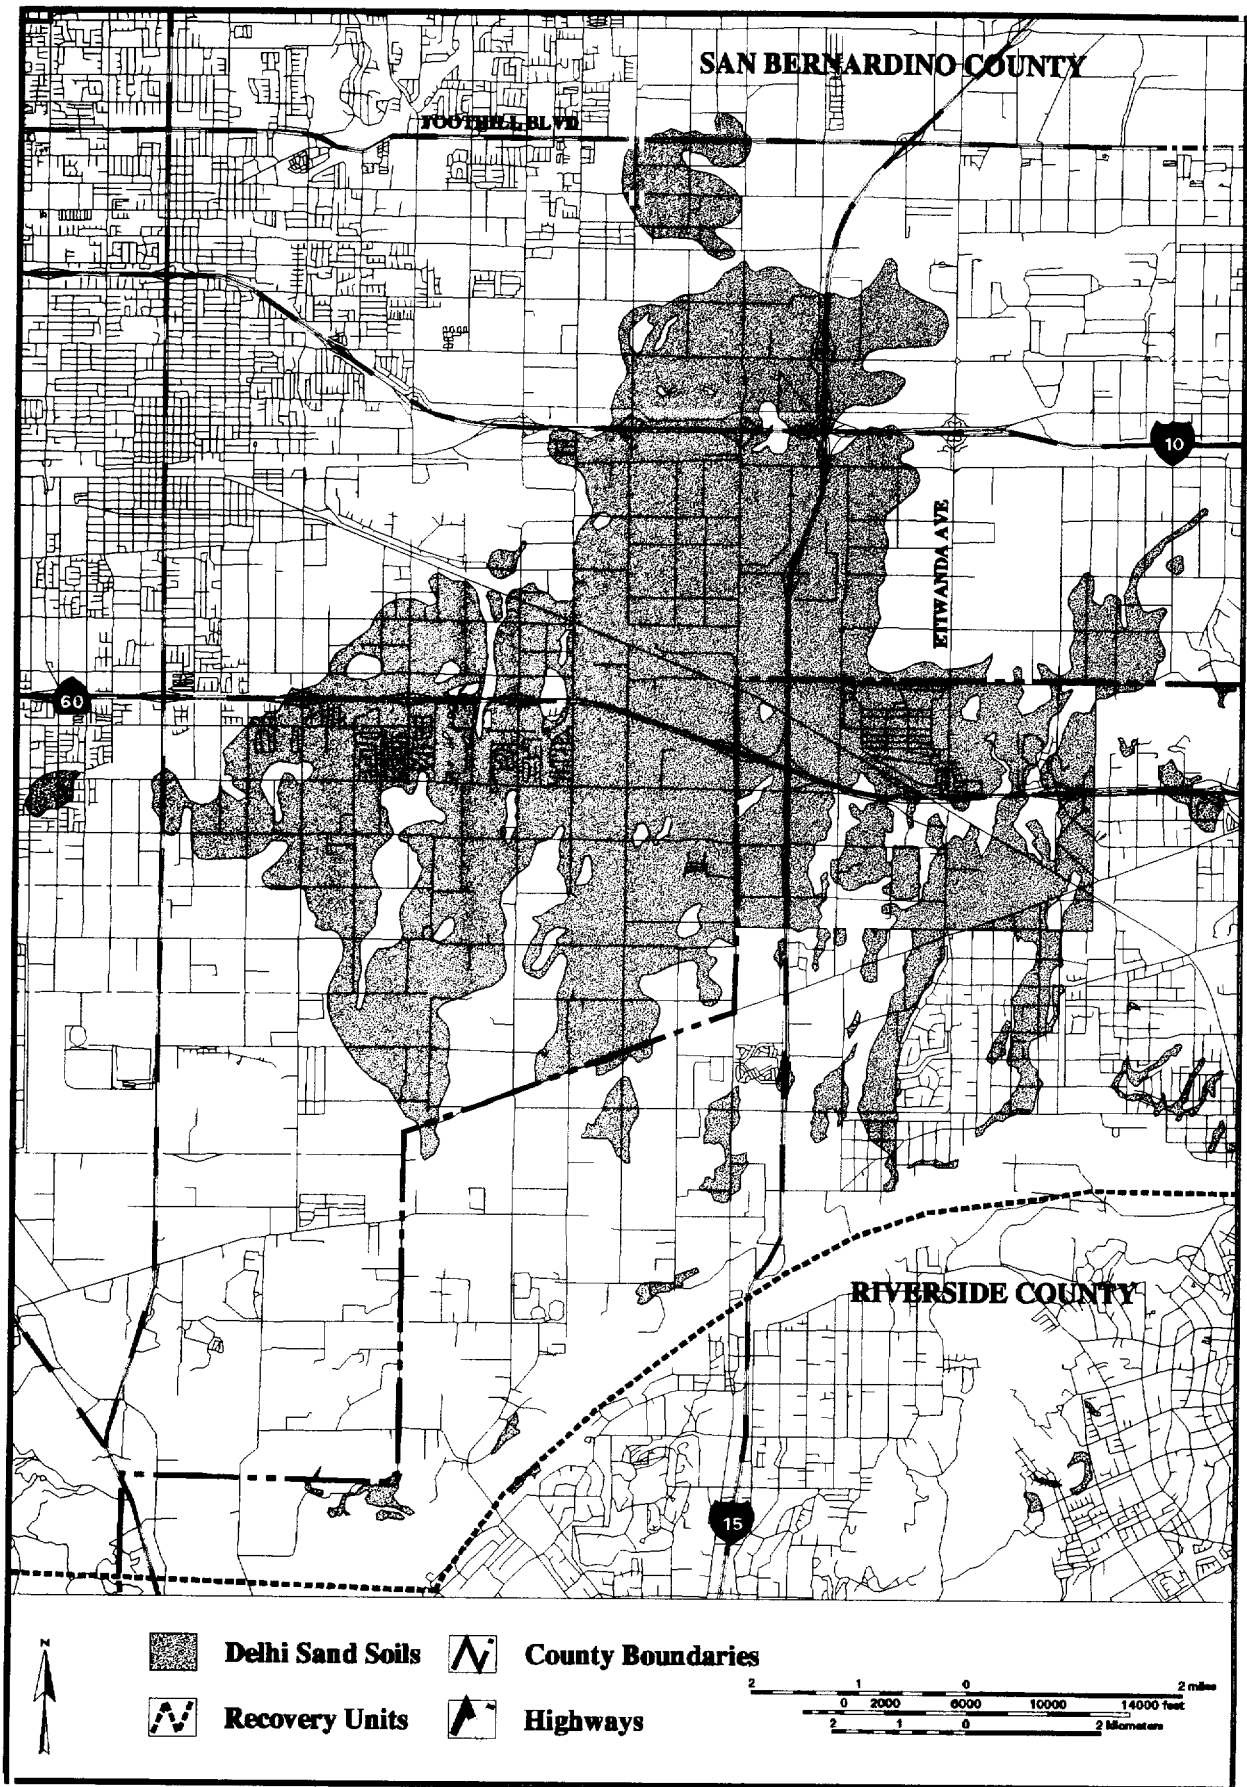 SAN BERNARDINO COUNTY
FOOTHILL BLVD
10
ETIWANDA AVE
60
RIVERSIDE COUNTY
15
N
Delhi Sand Soils
County Boundaries
Recovery Units
Highways
2 1 0 2 miles
0 2000 6000 10000 14000 feet
2 1 0 2 kilometers